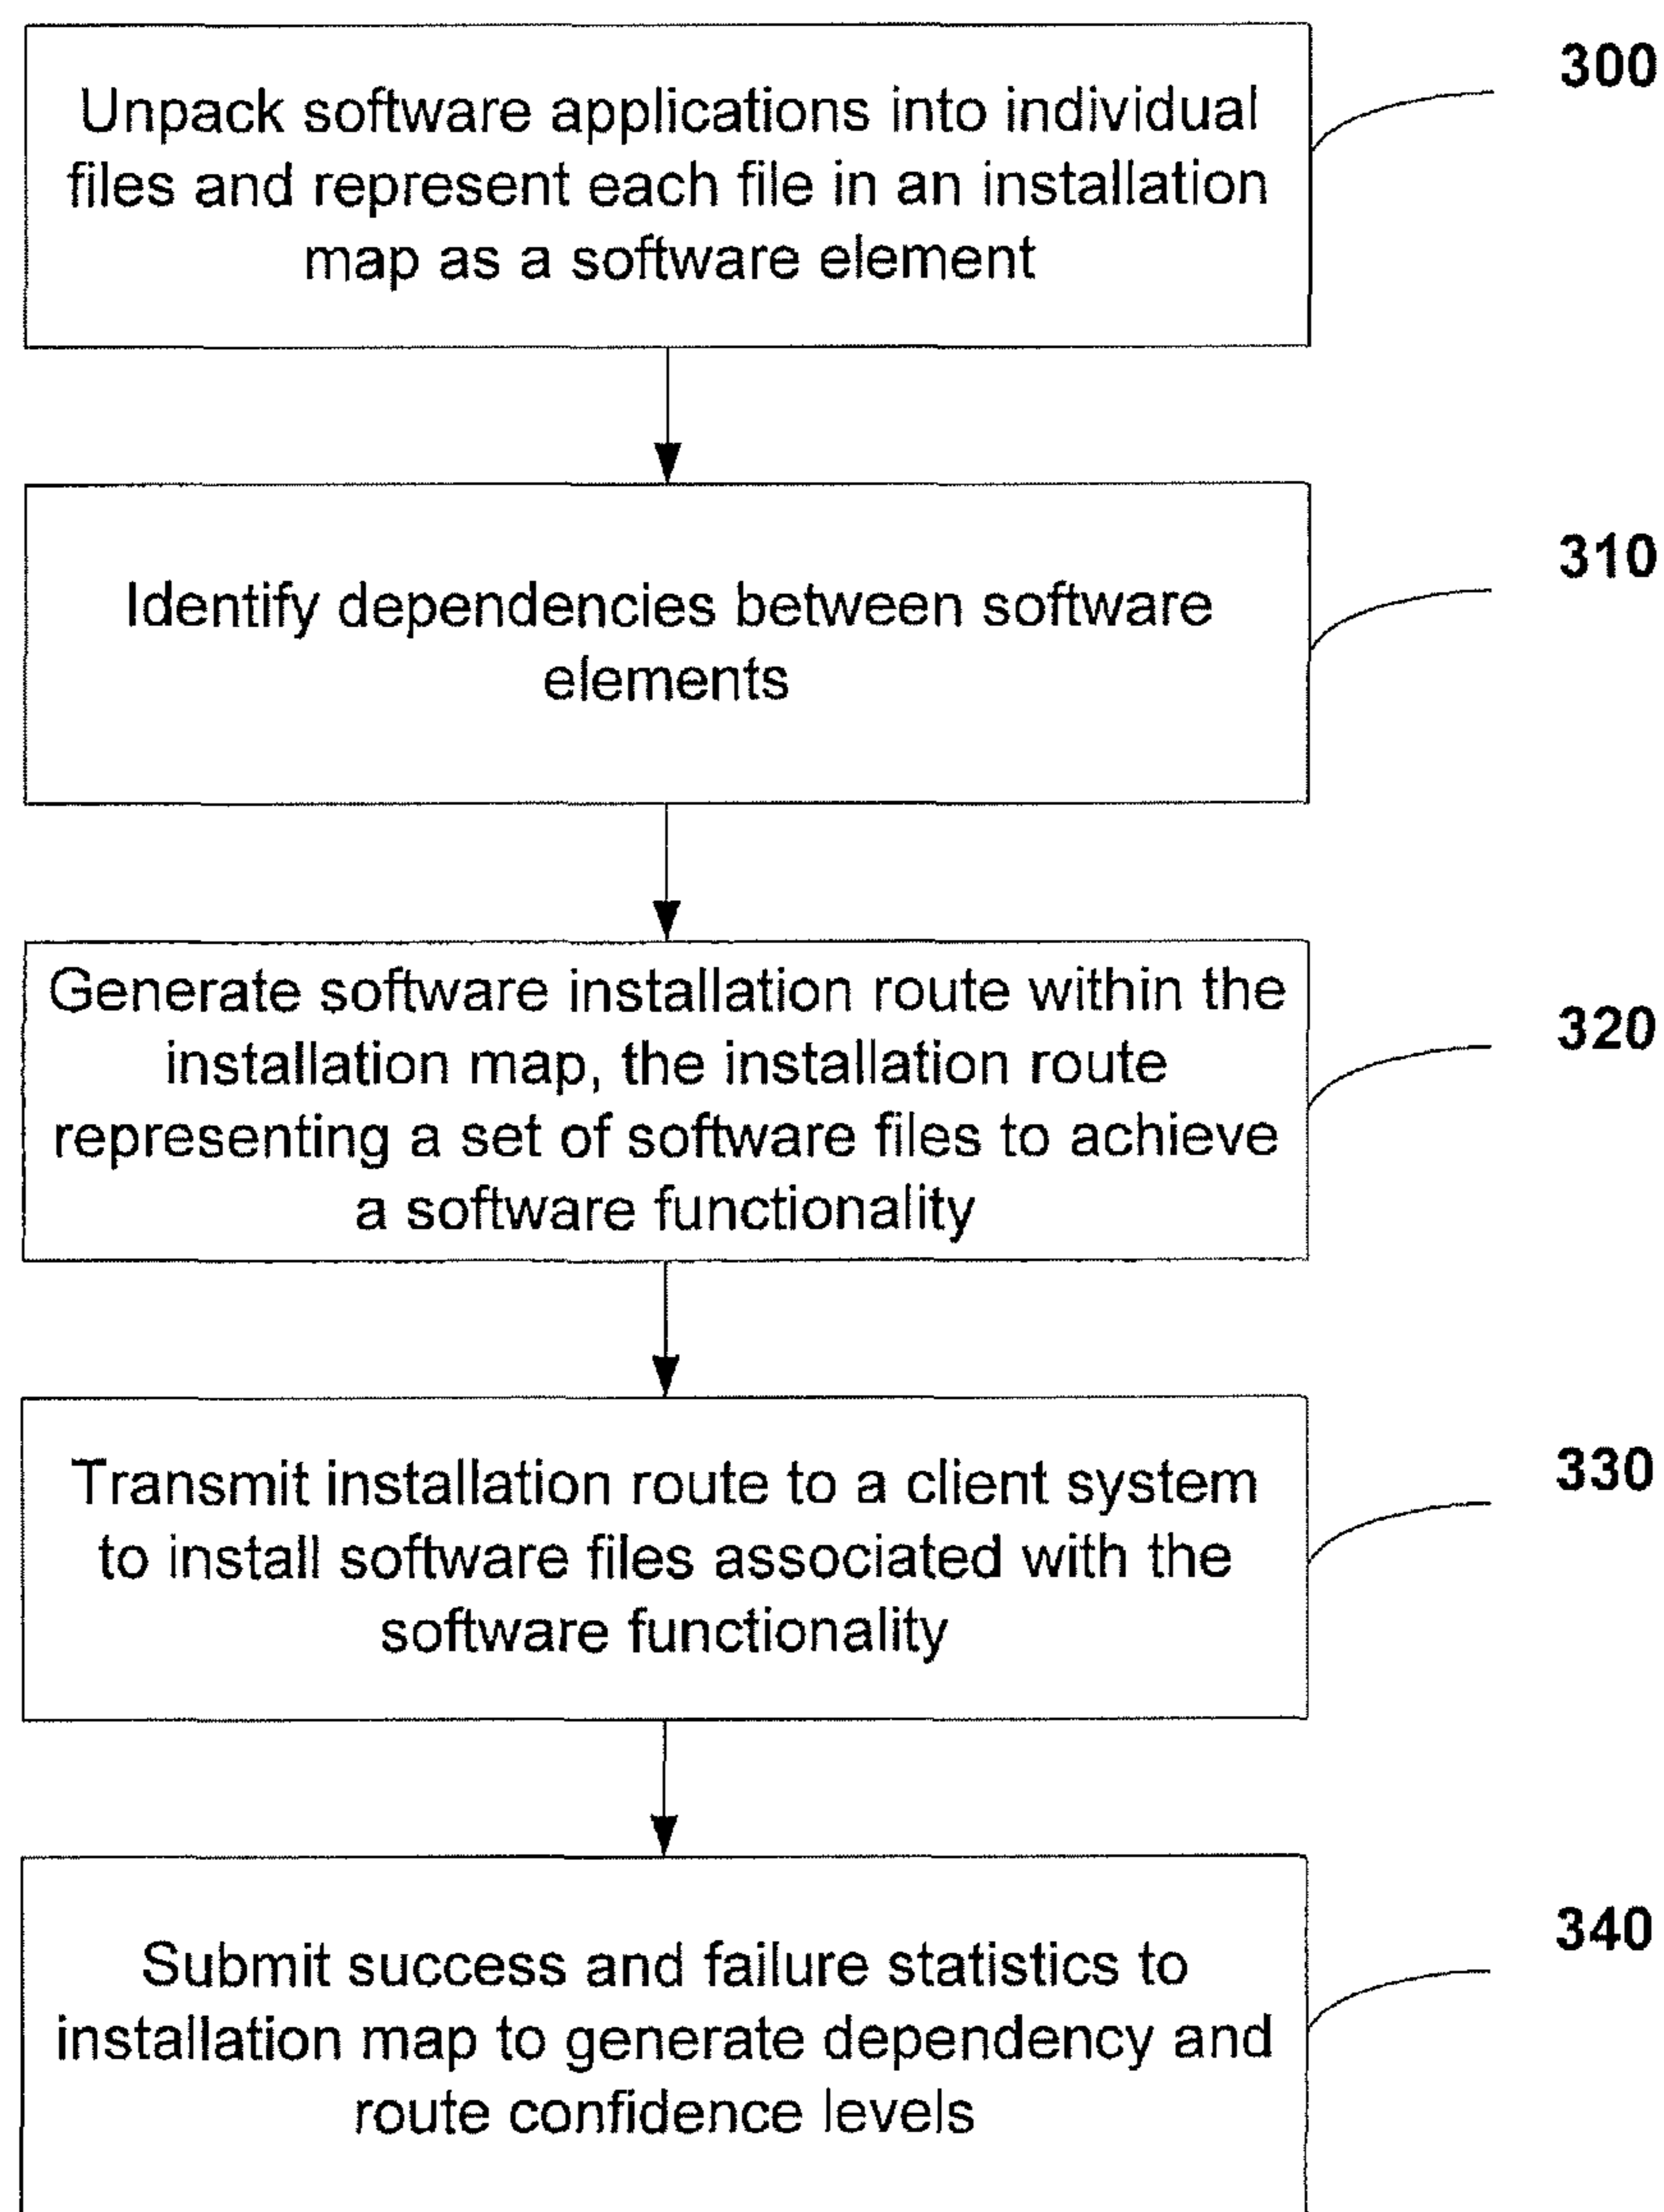 300
Unpack software applications into individual
files and represent each file in an installation
map as a software element
310
Identify dependencies between software
elements
Generate software installation route within the
320
installation map, the installation route
representing a set of software files to achieve
a software functionality
330
Transmit installation route to a client system
to install software files associated with the
software functionality
340
Submit success and failure statistics to
installation map to generate dependency and
route confidence levels